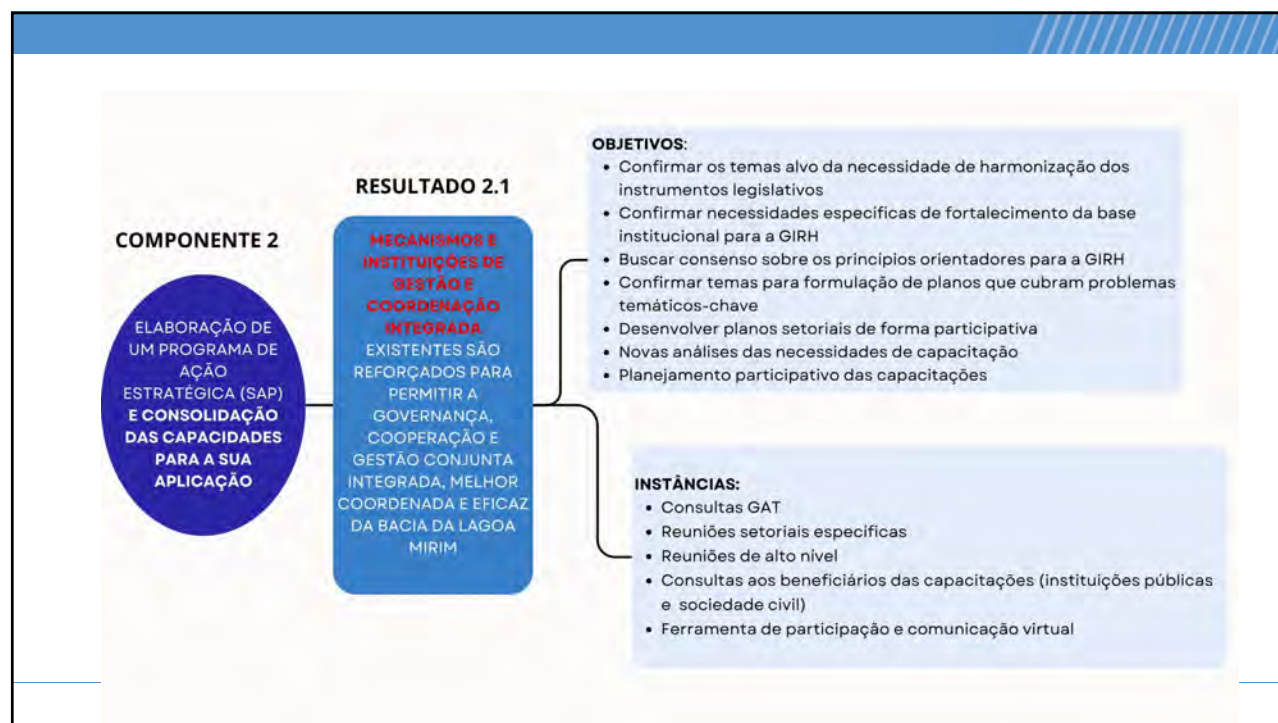 COMPONENTE 2
ELABORAÇÃO DE
UM PROGRAMA DE
AÇÃO
ESTRATÉGICA (SAP)
E CONSOLIDAÇÃO
DAS CAPACIDADES
PARA A SUA
APLICAÇÃO
RESULTADO 2.1
MECANISMOS E
INSTITUIÇÕES DE
GESTÃO E
COORDENAÇÃO
INTEGRADA
EXISTENTES SÃO
REFORÇADOS PARA
PERMITIR A
GOVERNANÇA,
COOPERAÇÃO E
GESTÃO CONJUNTA
INTEGRADA, MELHOR
COORDENADA E EFICAZ
DA BACIA DA LAGOA
MIRIM
OBJETIVOS:
• Confirmar os temas alvo da necessidade de harmonização dos
instrumentos legislativos
• Confirmar necessidades específicas de fortalecimento da base
institucional para a GIRH
• Buscar consenso sobre os princípios orientadores para a GIRH
• Confirmar temas para formulação de planos que cubram problemas
temáticos-chave
• Desenvolver planos setoriais de forma participativa
• Novas análises das necessidades de capacitação
• Planejamento participativo das capacitações
INSTÂNCIAS:
• Consultas GAT
• Reuniões setoriais específicas
• Reuniões de alto nível
• Consultas aos beneficiários das capacitações (instituições públicas
e sociedade civil)
• Ferramenta de participação e comunicação virtual